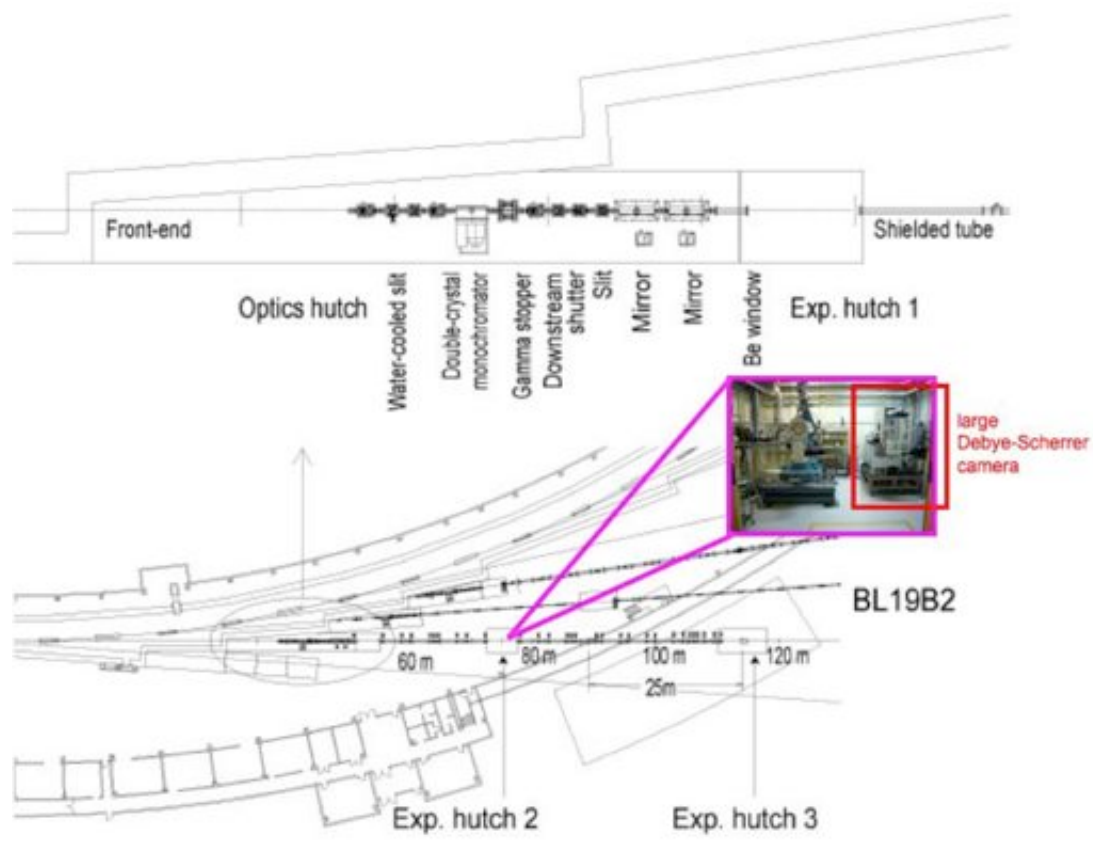 Front-end
Shielded tube
Optics hutch
Water-cooled slit
Double-crystal
monochromator
Gamma stopper
Downstream
shutter
Slit
Mirror
Mirror
Be window
Exp. hutch 1
large
Debye-Scherrer
camera
BL19B2
60 m
80 m
100 m
120 m
25m
Exp. hutch 2
Exp. hutch 3